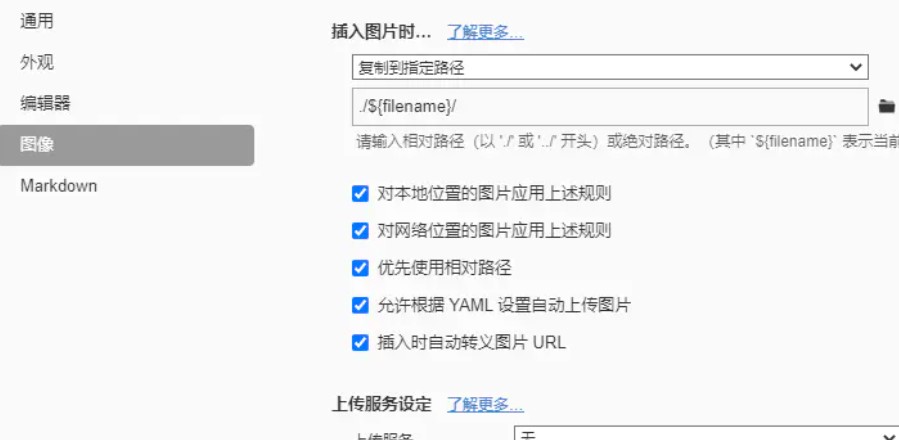 通用
外观
编辑器
图像
Markdown
插入图片时... 了解更多...
复制到指定路径
./${filename}/
请输入相对路径（以 './' 或 '../' 开头）或绝对路径。（其中 `${filename}` 表示当前
对本地位置的图片应用上述规则
对网络位置的图片应用上述规则
优先使用相对路径
允许根据 YAML 设置自动上传图片
插入时自动转义图片 URL
上传服务设定 了解更多...
上传服务 无